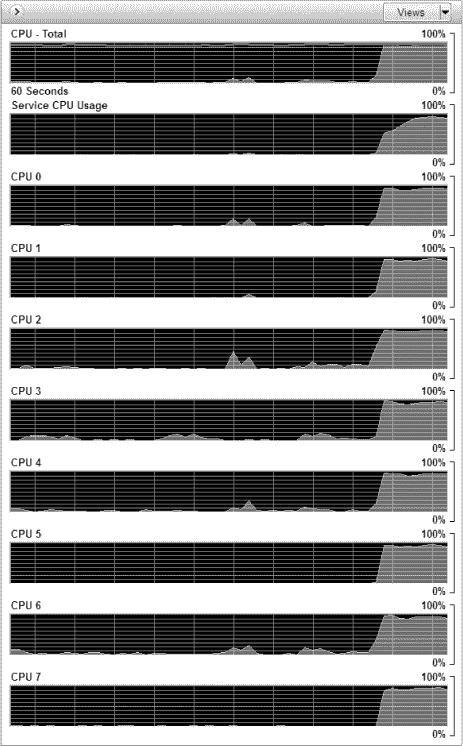 Views
CPU - Total 100%
60 Seconds 0%
Service CPU Usage 100%
0%
CPU 0 100%
0%
CPU 1 100%
0%
CPU 2 100%
0%
CPU 3 100%
0%
CPU 4 100%
0%
CPU 5 100%
0%
CPU 6 100%
0%
CPU 7 100%
0%